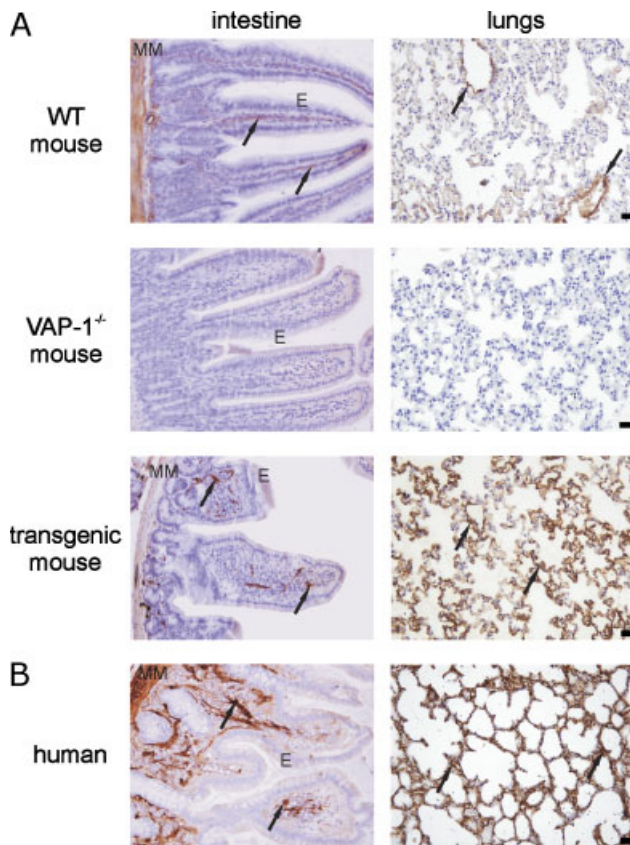 A
intestine
lungs
WT
mouse
MM
E
VAP-1-/-
mouse
E
transgenic
mouse
MM
E
B
human
MM
E